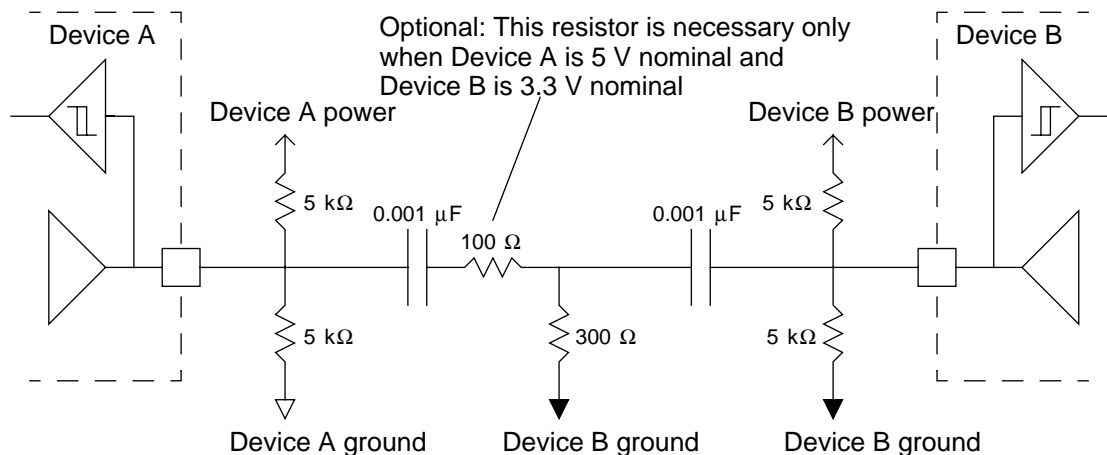 Device A
Optional: This resistor is necessary only
when Device A is 5 V nominal and
Device B is 3.3 V nominal
Device B
Device A power
Device B power
5 kΩ
0.001 µF
100 Ω
0.001 µF
5 kΩ
5 kΩ
300 Ω
5 kΩ
Device A ground
Device B ground
Device B ground